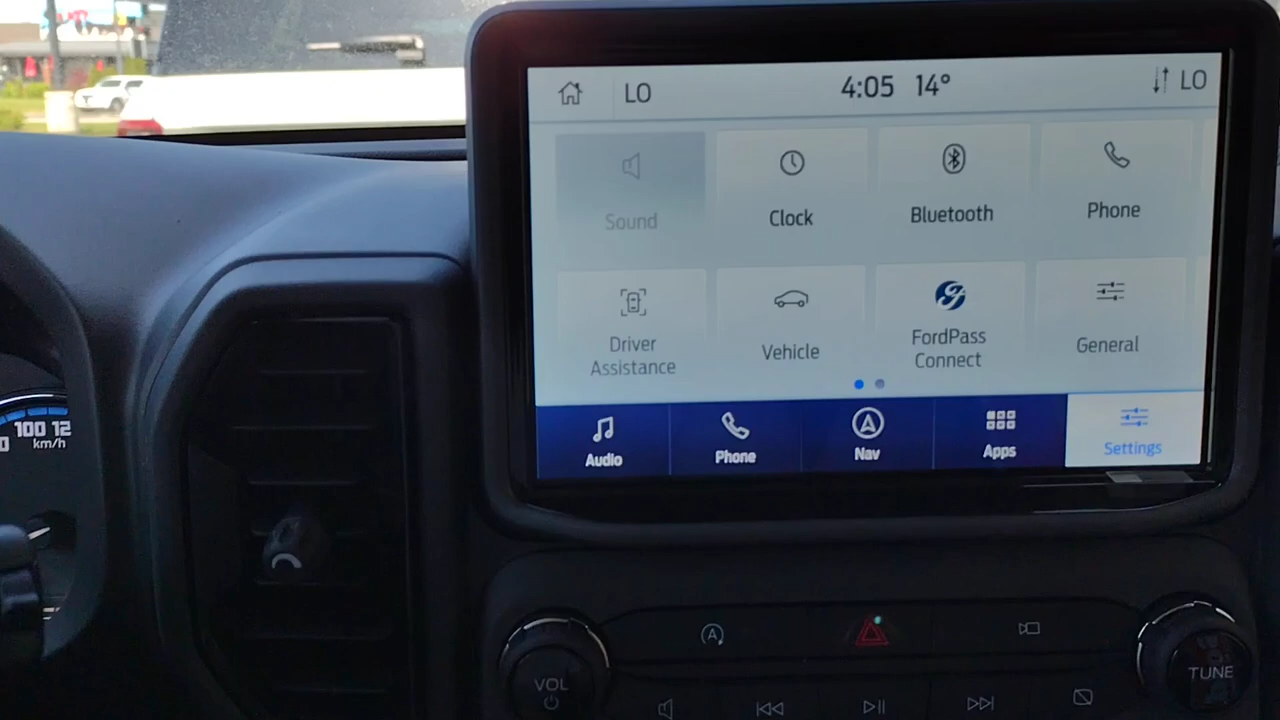 LO
4:05 14°
LO
Sound
Clock
Bluetooth
Phone
Driver
Assistance
Vehicle
FordPass
Connect
General
Audio
Phone
Nav
Apps
Settings
100 12
km/h
A
VOL
TUNE